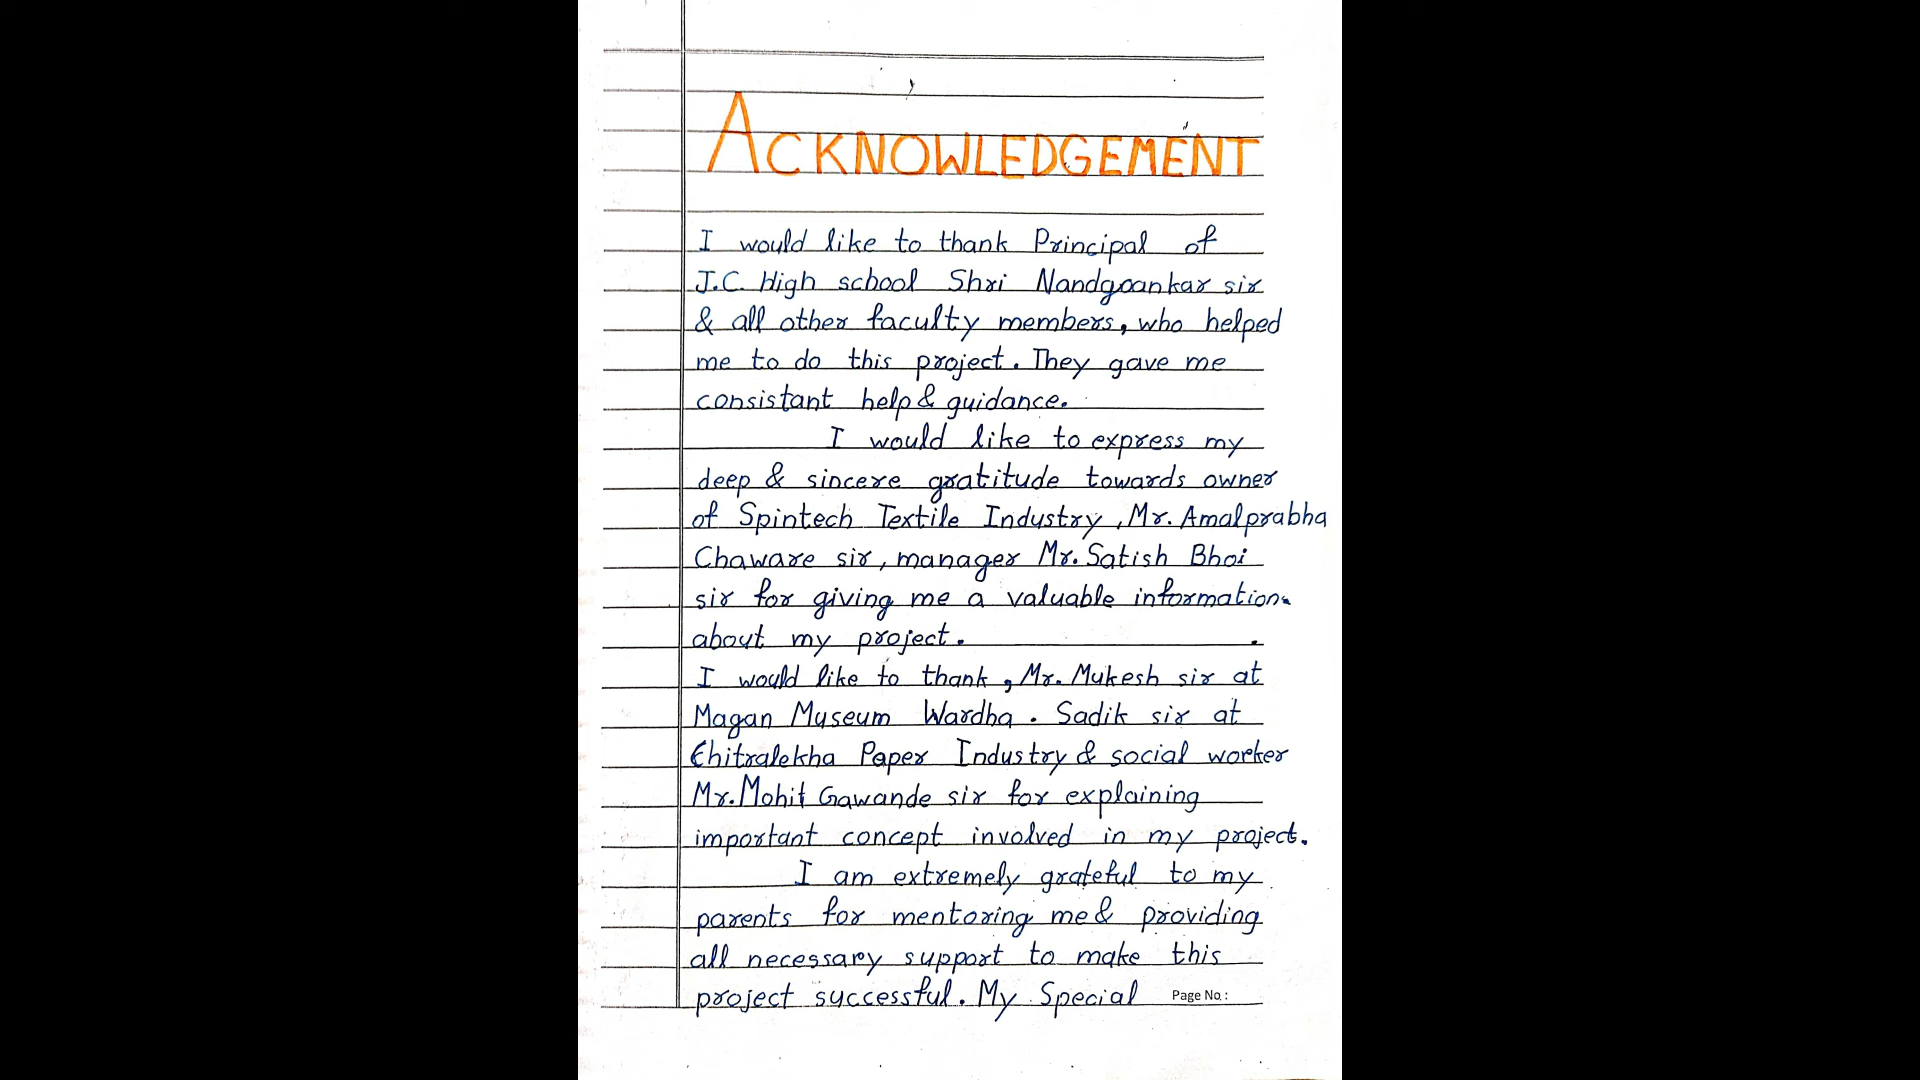 ACKNOWLEDGEMENT
I would like to thank Principal of
J.C. High school Shri Nandgoankar sir
& all other faculty members, who helped
me to do this project. They gave me
consistant help & guidance.
I would like to express my
deep & sincere gratitude towards owner
of Spintech Textile Industry, Mr. Amalprabha
Chaware sir, manager Mr. Satish Bhoi
sir for giving me a valuable information.
about my project.
I would like to thank, Mr. Mukesh sir at
Magan Museum Wardha. Sadik sir at
Chitralekha Paper Industry & social worker
Mr. Mohit Gawande sir for explaining
important concept involved in my project.
I am extremely grateful to my
parents for mentoring me & providing
all necessary support to make this
project successful. My Special
Page No.: